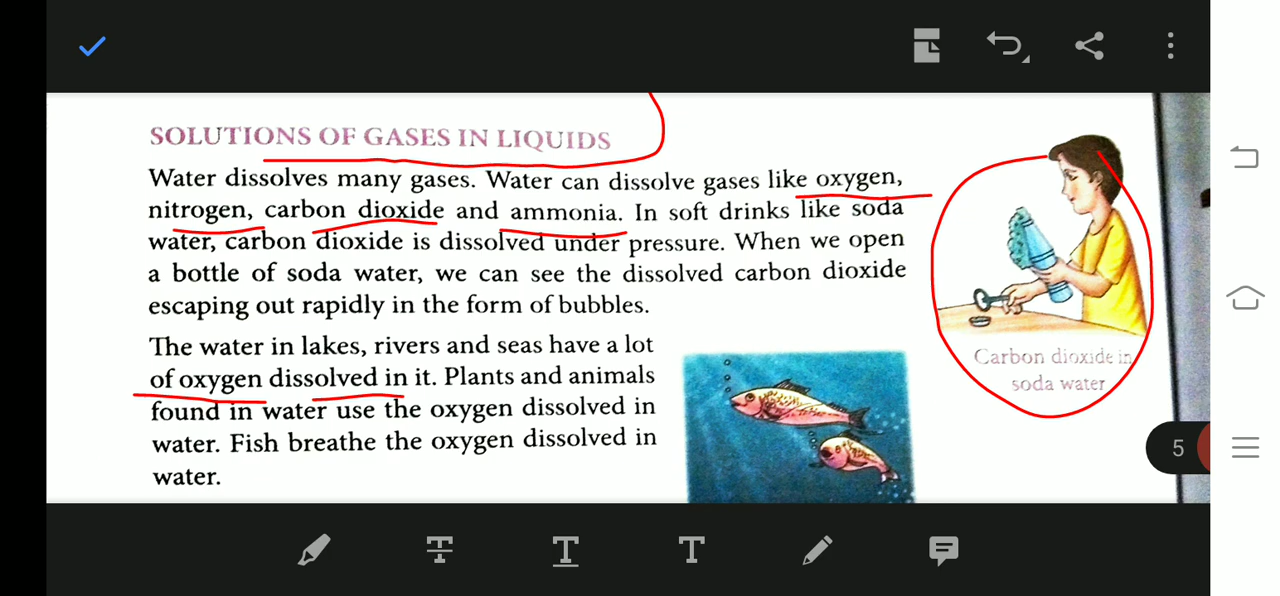 SOLUTIONS OF GASES IN LIQUIDS
Water dissolves many gases. Water can dissolve gases like oxygen,
nitrogen, carbon dioxide and ammonia. In soft drinks like soda
water, carbon dioxide is dissolved under pressure. When we open
a bottle of soda water, we can see the dissolved carbon dioxide
escaping out rapidly in the form of bubbles.
Carbon dioxide in
soda water
The water in lakes, rivers and seas have a lot
of oxygen dissolved in it. Plants and animals
found in water use the oxygen dissolved in
water. Fish breathe the oxygen dissolved in
water.
5
T
T
T